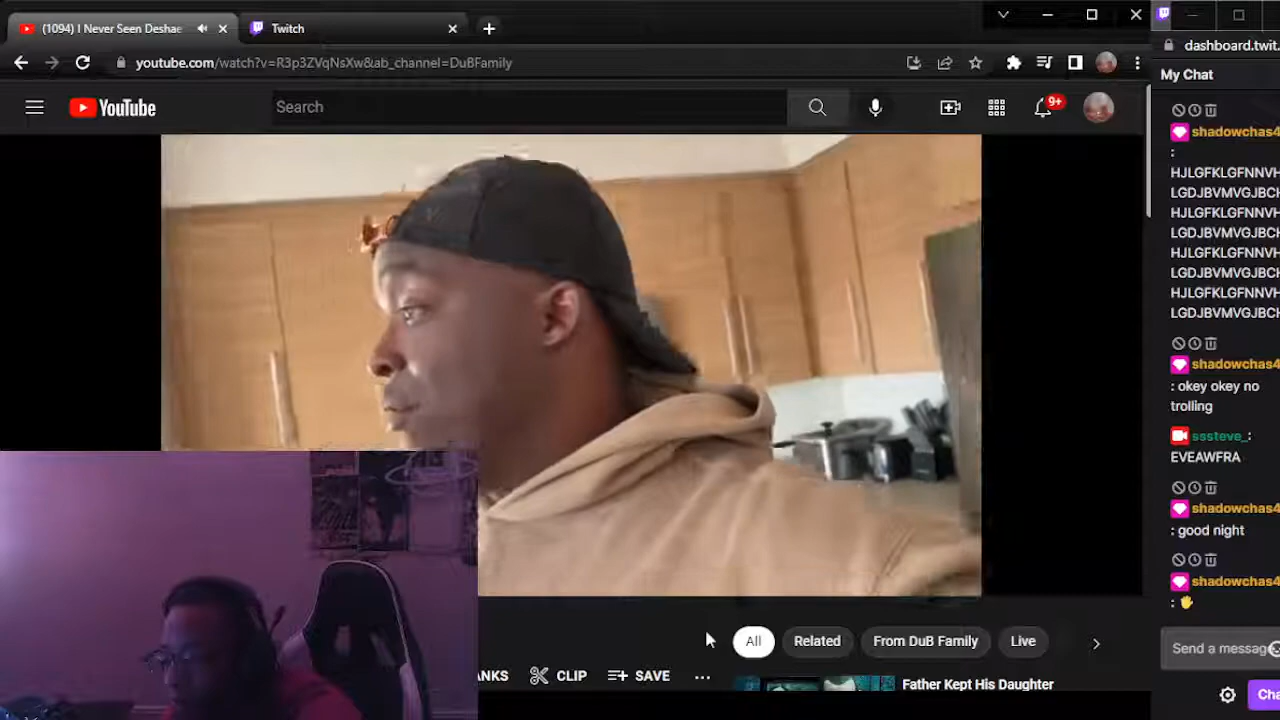 (1094) I Never Seen Deshae
Twitch
youtube.com/watch?v=R3p3ZVqNsXw&ab_channel=DuBFamily
dashboard.twit
YouTube
Search
9+
My Chat
shadowchas4
:
HJLGFKLGFNNVH
LGDJBVMVGJBCH
HJLGFKLGFNNVH
LGDJBVMVGJBCH
HJLGFKLGFNNVH
LGDJBVMVGJBCH
HJLGFKLGFNNVH
LGDJBVMVGJBCH
shadowchas4
: okey okey no
trolling
sssteve_:
EVEAWFRA
shadowchas4
: good night
shadowchas4
: ✋
All
Related
From DuB Family
Live
ANKS
CLIP
SAVE
...
Father Kept His Daughter
Send a message
Cha